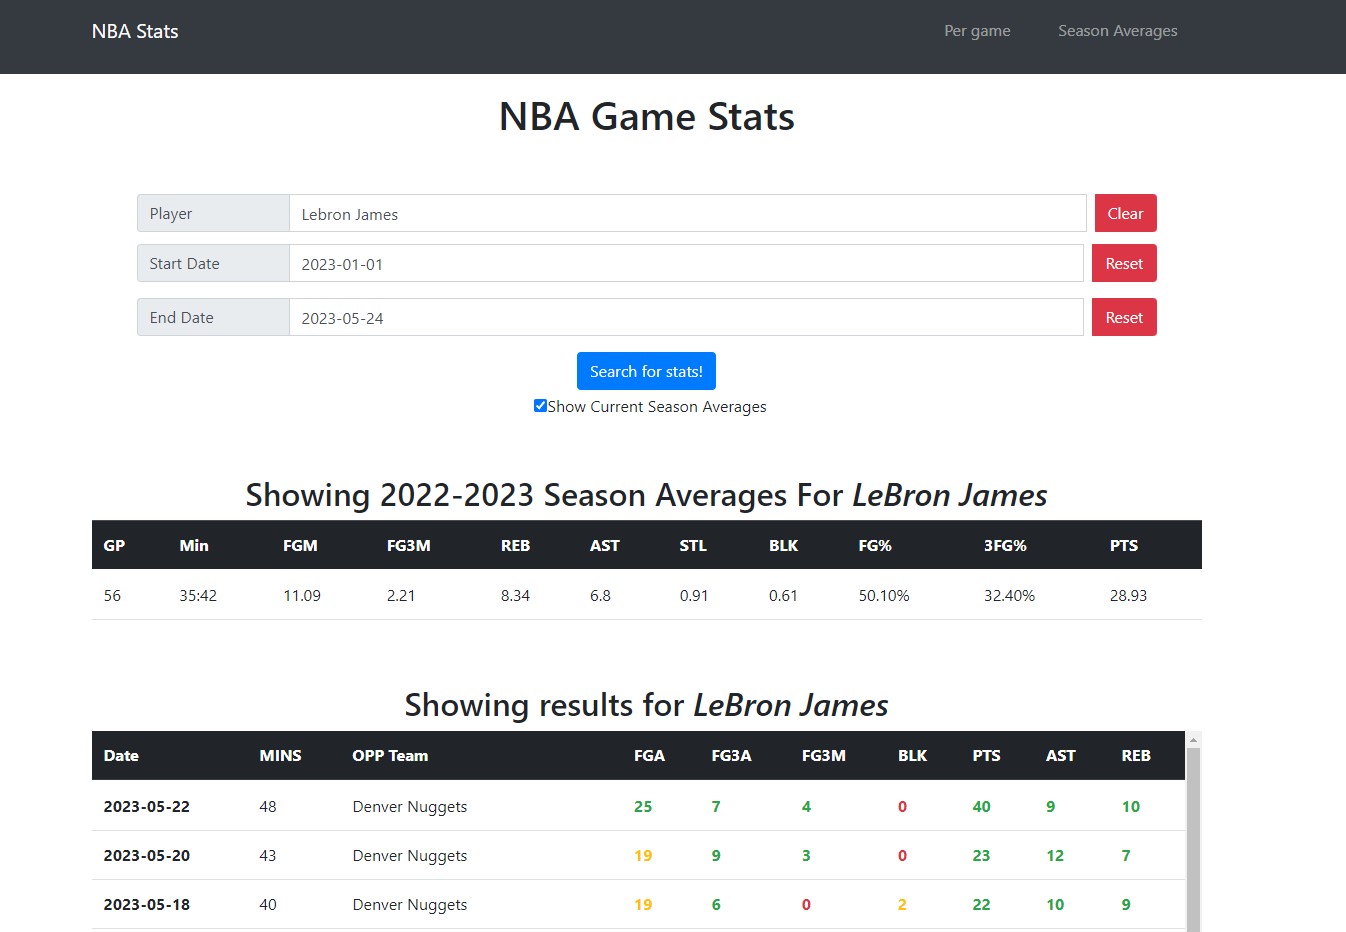 NBA Stats Per game Season Averages
NBA Game Stats
Player Lebron James Clear
Start Date 2023-01-01 Reset
End Date 2023-05-24 Reset
Search for stats!
Show Current Season Averages
Showing 2022-2023 Season Averages For LeBron James
GP Min FGM FG3M REB AST STL BLK FG% 3FG% PTS
56 35:42 11.09 2.21 8.34 6.8 0.91 0.61 50.10% 32.40% 28.93
Showing results for LeBron James
Date MINS OPP Team FGA FG3A FG3M BLK PTS AST REB
2023-05-22 48 Denver Nuggets 25 7 4 0 40 9 10
2023-05-20 43 Denver Nuggets 19 9 3 0 23 12 7
2023-05-18 40 Denver Nuggets 19 6 0 2 22 10 9